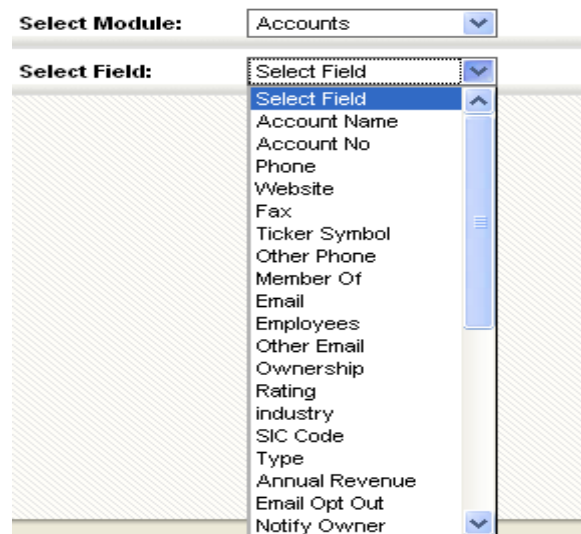 Select Module: Accounts
Select Field: Select Field
Select Field
Account Name
Account No
Phone
Website
Fax
Ticker Symbol
Other Phone
Member Of
Email
Employees
Other Email
Ownership
Rating
industry
SIC Code
Type
Annual Revenue
Email Opt Out
Notify Owner